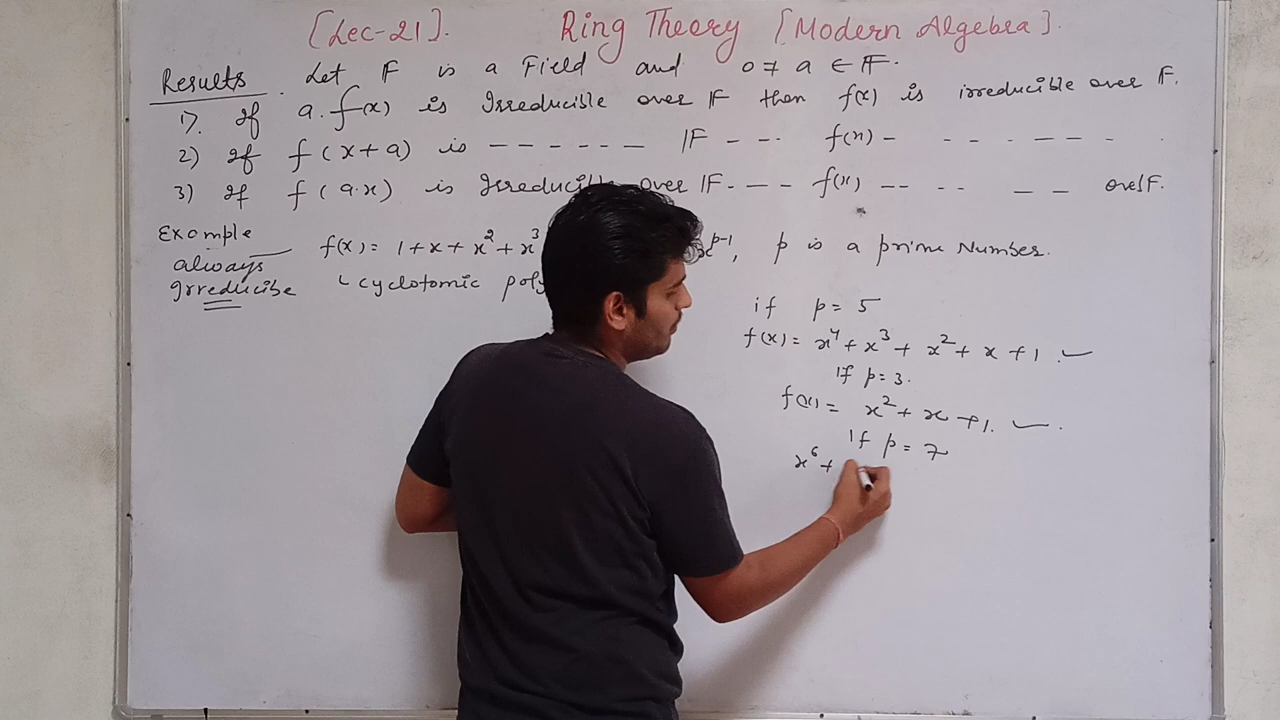 [Lec-21]. Ring Theory [Modern Algebra].
Results. Let F is a Field and 0 ≠ a ∈ F.
1). If a.f(x) is Irreducible over F then f(x) is irreducible over F.
2) If f(x+a) is - - - - - - F - - - f(x) - - - - - - - .
3) If f(a.x) is Irreducible over F - - - f(x) -- -- -- over F.
Example f(x) = 1+x+x²+x³ x^{p-1}, p is a prime Number.
always
Irreducibe ↳ cyclotomic poly
if p = 5
f(x) = x⁴+x³+x²+x+1.
if p=3.
f(x) = x²+x+1.
if p = 7
x⁶+